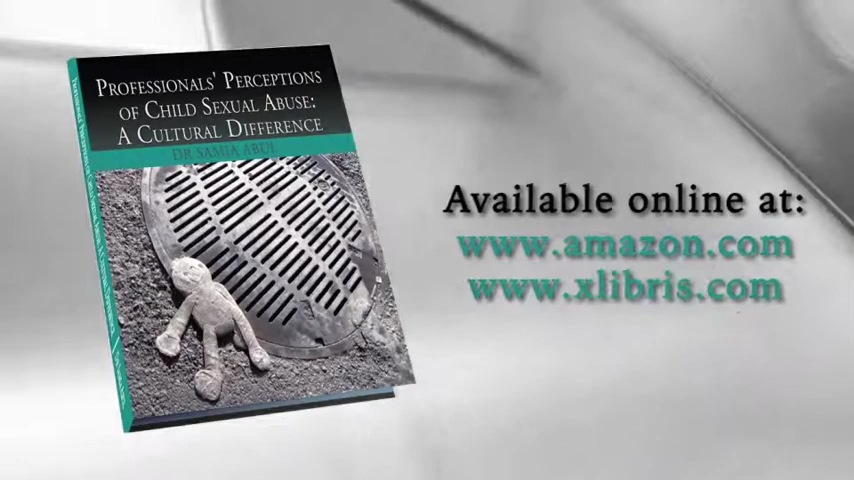 PROFESSIONALS' PERCEPTIONS
OF CHILD SEXUAL ABUSE:
A CULTURAL DIFFERENCE
DR SAMIA ABUL
Available online at:
www.amazon.com
www.xlibris.com